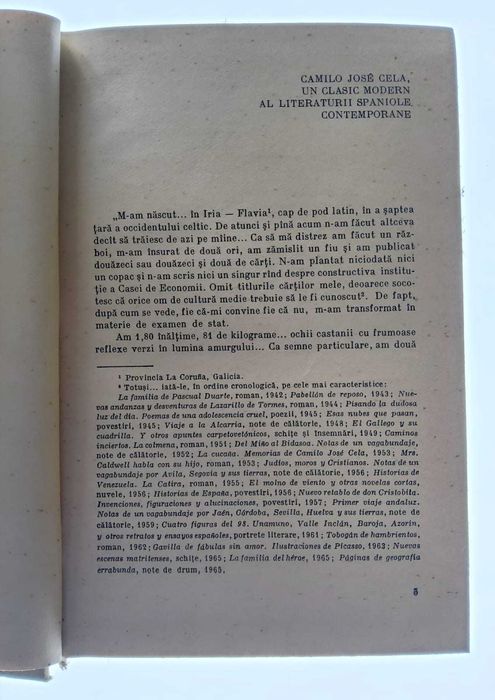 CAMILO JOSÉ CELA,
UN CLASIC MODERN
AL LITERATURII SPANIOLE
CONTEMPORANE
„M-am născut... în Iria — Flavia¹, cap de pod latin, în a șaptea
țară a occidentului celtic. De atunci și pînă acum n-am făcut altceva
decît să trăiesc de azi pe mîine... Ca să mă distrez am făcut un răz-
boi, m-am însurat de două ori, am zămislit un fiu și am publicat
douăzeci sau douăzeci și două de cărți. N-am plantat niciodată nici
un copac și n-am scris nici un singur rînd despre constructiva institu-
ție a Casei de Economii. Omit titlurile cărților mele, deoarece soco-
tesc că orice om de cultură medie trebuie să le fi cunoscut². De fapt,
după cum se vede, fie că-mi convine fie că nu, m-am transformat în
materie de examen de stat.
Am 1,80 înălțime, 81 de kilograme... ochii castanii cu frumoase
reflexe verzi în lumina amurgului... Ca semne particulare, am două
¹ Provincia La Coruña, Galicia.
² Totuși... iată-le, în ordine cronologică, pe cele mai caracteristice:
La familia de Pascual Duarte, roman, 1942; Pabellón de reposo, 1943; Nue-
vas andanzas y desventuras de Lazarillo de Tormes, roman, 1944; Pisando la dudosa
luz del día. Poemas de una adolescencia cruel, poezii, 1945; Esas nubes que pasan,
povestiri, 1945; Viaje a la Alcarria, note de călătorie, 1948; El Gallego y su
cuadrilla. Y otros apuntes carpetovetónicos, schițe și însemnări, 1949; Caminos
inciertos. La colmena, roman, 1951; Del Miño al Bidasoa. Notas de un vagabundaje,
note de călătorie, 1952; La cucaña. Memorias de Camilo José Cela, 1953; Mrs.
Caldwell habla con su hijo, roman, 1953; Judíos, moros y Cristianos. Notas de un
vagabundaje por Avila, Segovia y sus tierras, note de călătorie, 1956; Historias de
Venezuela. La Catira, roman, 1955; El molno de viento y otras novelas cortas,
nuvele, 1956; Historias de España, povestiri, 1956; Nuevo retablo de don Cristobita.
Invenciones, figuraciones y alucinaciones, povestiri, 1957; Primer viaje andaluz.
Notas de un vagabundaje por Jaén, Córdoba, Sevilla, Huelva y sus tierras, note de
călătorie, 1959; Cuatro figuras del 98. Unamuno, Valle Inclán, Baroja, Azorín
y otros retratos y ensayos españoles, portrete literare, 1961; Tobogán de hambrientos,
roman, 1962; Gavilla de fábulas sin amor. Ilustraciones de Picasso, 1963; Nuevas
escenas matritenses, schițe, 1965; La familia del héroe, 1965; Páginas de geografía
errabunda, note de drum, 1965,
5